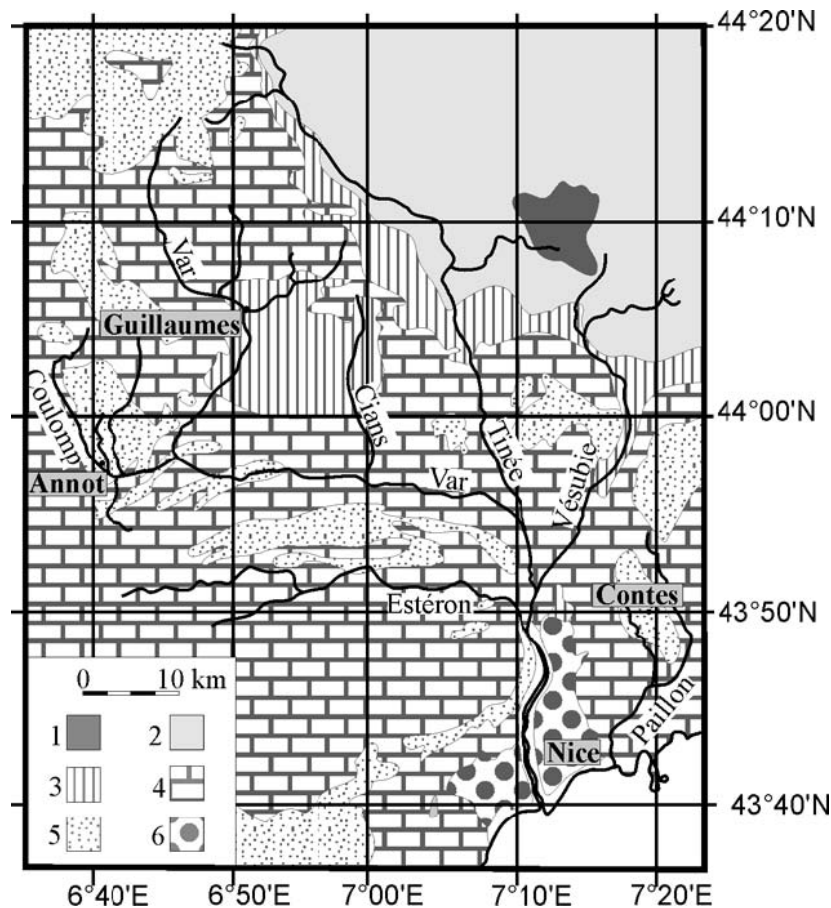 44°20'N
44°10'N
Var
Guillaumes
Coulomp
Cians
Tinée
44°00'N
Annot
Var
Vésubie
Estéron
Contes
43°50'N
0 10 km
1 2
3 4
5 6
Nice
Paillon
43°40'N
6°40'E 6°50'E 7°00'E 7°10'E 7°20'E